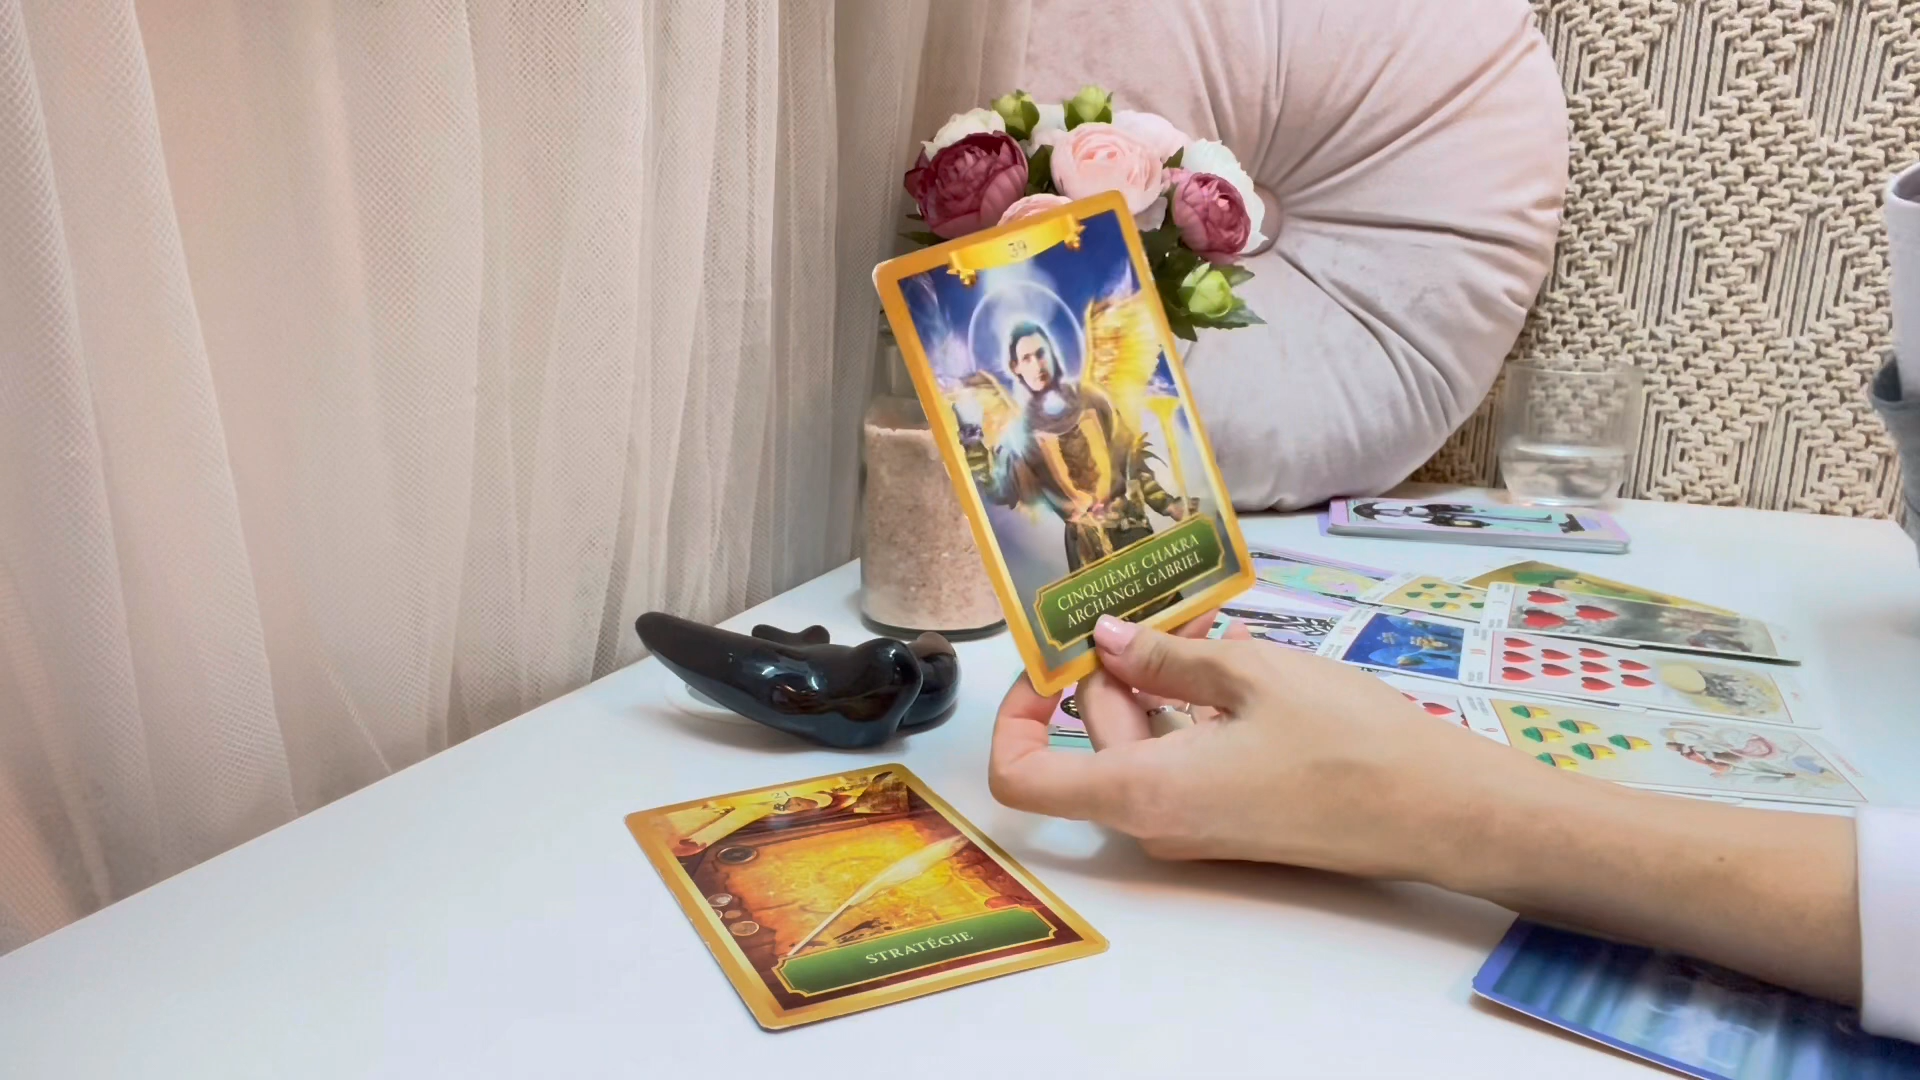 39
CINQUIÈME CHAKRA
ARCHANGE GABRIEL
21
STRATÉGIE